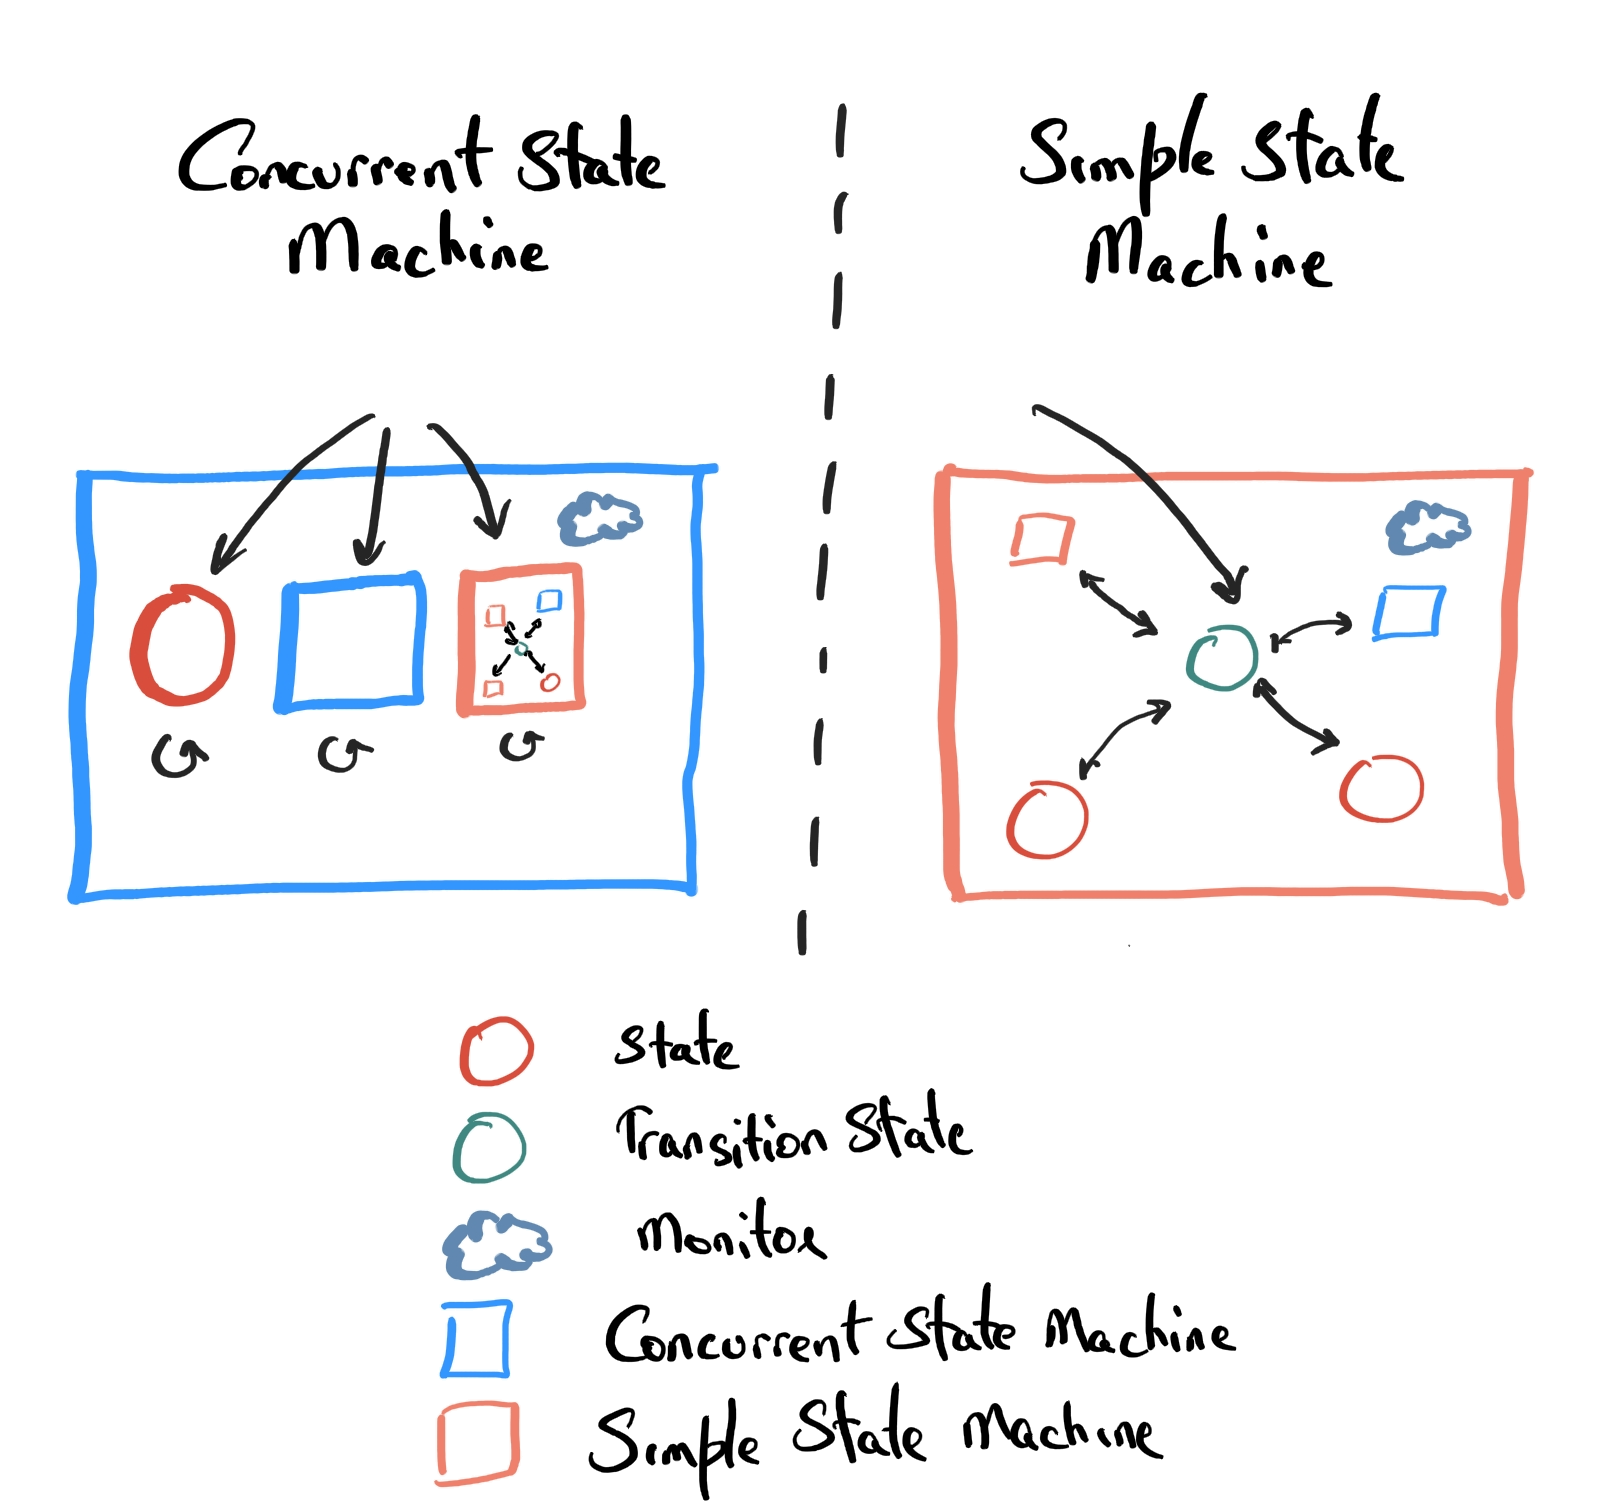 Concurrent State
Machine
Simple State
Machine
State
Transition State
Monitor
Concurrent State Machine
Simple State Machine